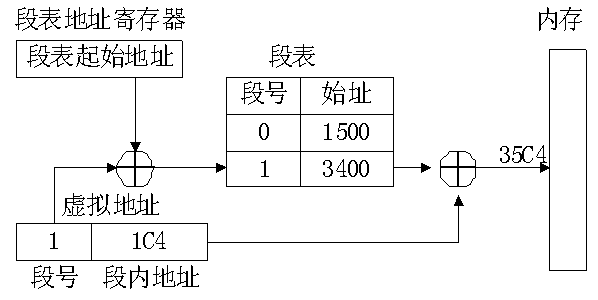 段表地址寄存器
段表起始地址
内存
段表
段号 始址
0 1500
1 3400
35C4
虚拟地址
1 1C4
段号 段内地址